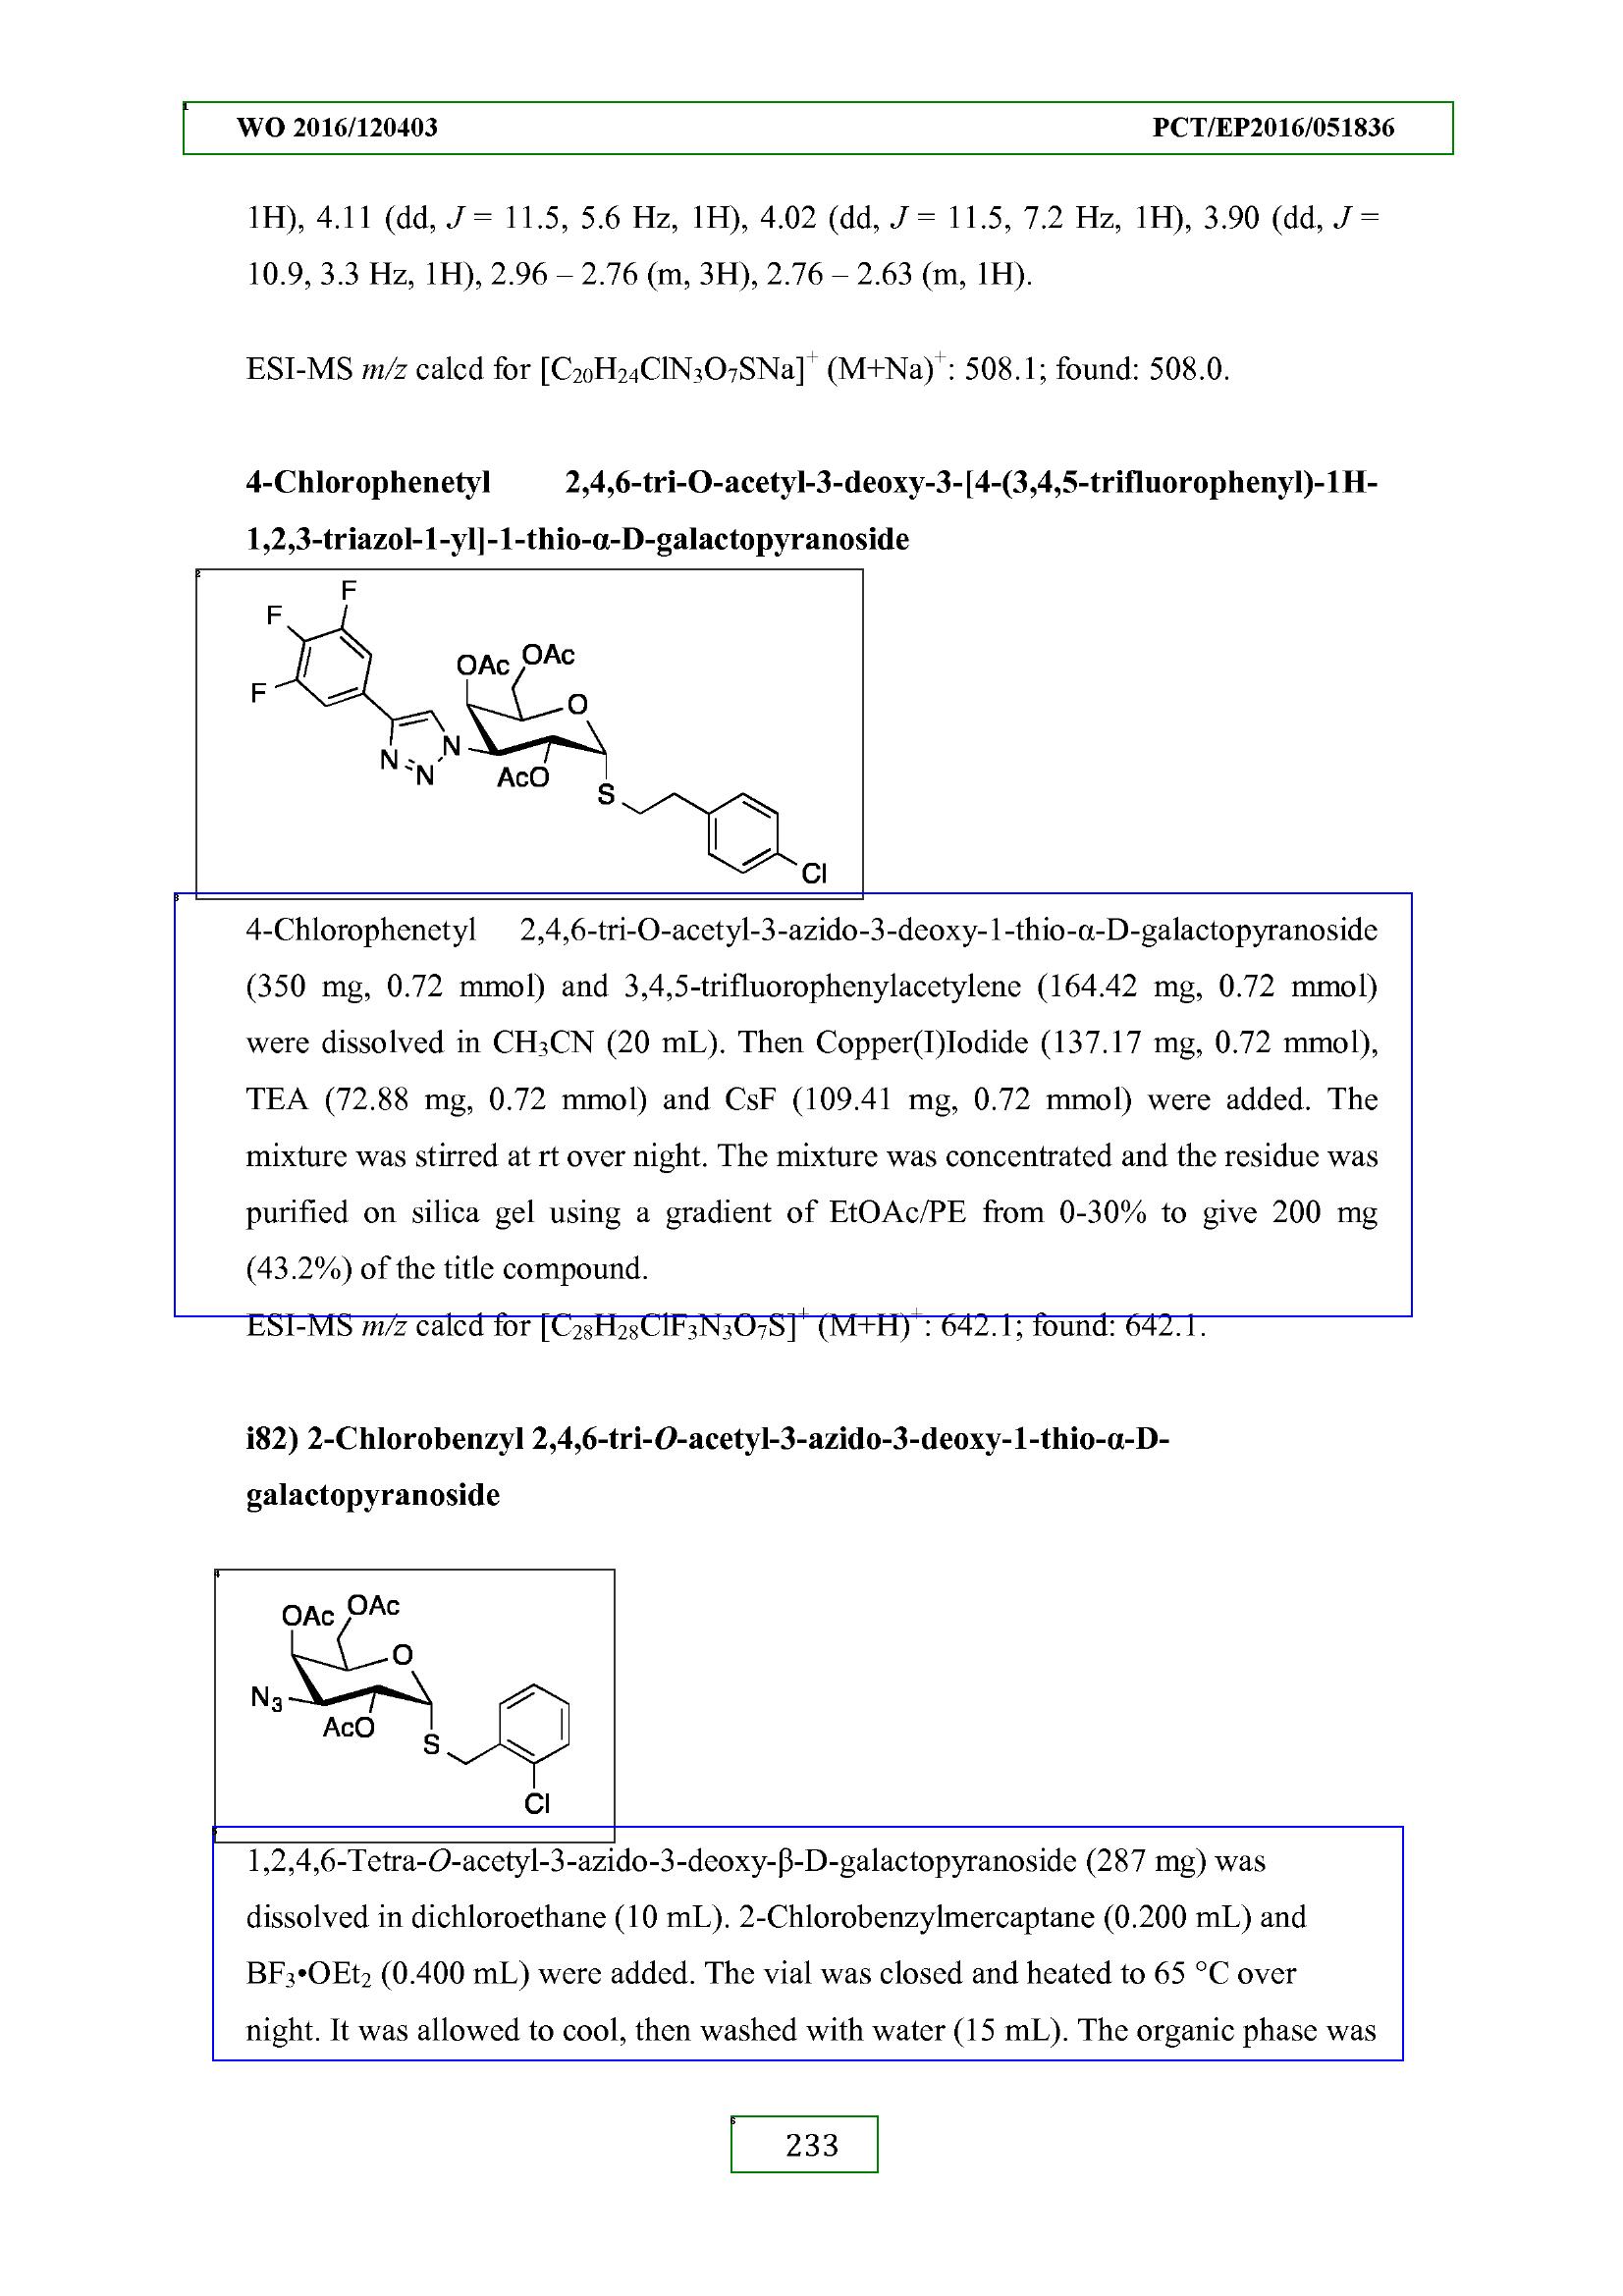 WO 2016/120403 PCT/EP2016/051836
1H), 4.11 (dd, J = 11.5, 5.6 Hz, 1H), 4.02 (dd, J = 11.5, 7.2 Hz, 1H), 3.90 (dd, J =
10.9, 3.3 Hz, 1H), 2.96 – 2.76 (m, 3H), 2.76 – 2.63 (m, 1H).
ESI-MS m/z calcd for [C20H24ClN3O7SNa]+ (M+Na)+: 508.1; found: 508.0.
4-Chlorophenetyl 2,4,6-tri-O-acetyl-3-deoxy-3-[4-(3,4,5-trifluorophenyl)-1H-
1,2,3-triazol-1-yl]-1-thio-α-D-galactopyranoside
2
F
F
F
OAc OAc
O
N N N
AcO
S
Cl
3
4-Chlorophenetyl 2,4,6-tri-O-acetyl-3-azido-3-deoxy-1-thio-α-D-galactopyranoside
(350 mg, 0.72 mmol) and 3,4,5-trifluorophenylacetylene (164.42 mg, 0.72 mmol)
were dissolved in CH3CN (20 mL). Then Copper(I)Iodide (137.17 mg, 0.72 mmol),
TEA (72.88 mg, 0.72 mmol) and CsF (109.41 mg, 0.72 mmol) were added. The
mixture was stirred at rt over night. The mixture was concentrated and the residue was
purified on silica gel using a gradient of EtOAc/PE from 0-30% to give 200 mg
(43.2%) of the title compound.
ESI-MS m/z calcd for [C28H28ClF3N3O7S]+ (M+H)+: 642.1; found: 642.1.
i82) 2-Chlorobenzyl 2,4,6-tri-O-acetyl-3-azido-3-deoxy-1-thio-α-D-
galactopyranoside
4
OAc OAc
O
N3
AcO
S
Cl
1,2,4,6-Tetra-O-acetyl-3-azido-3-deoxy-β-D-galactopyranoside (287 mg) was
dissolved in dichloroethane (10 mL). 2-Chlorobenzylmercaptane (0.200 mL) and
BF3•OEt2 (0.400 mL) were added. The vial was closed and heated to 65 °C over
night. It was allowed to cool, then washed with water (15 mL). The organic phase was
233